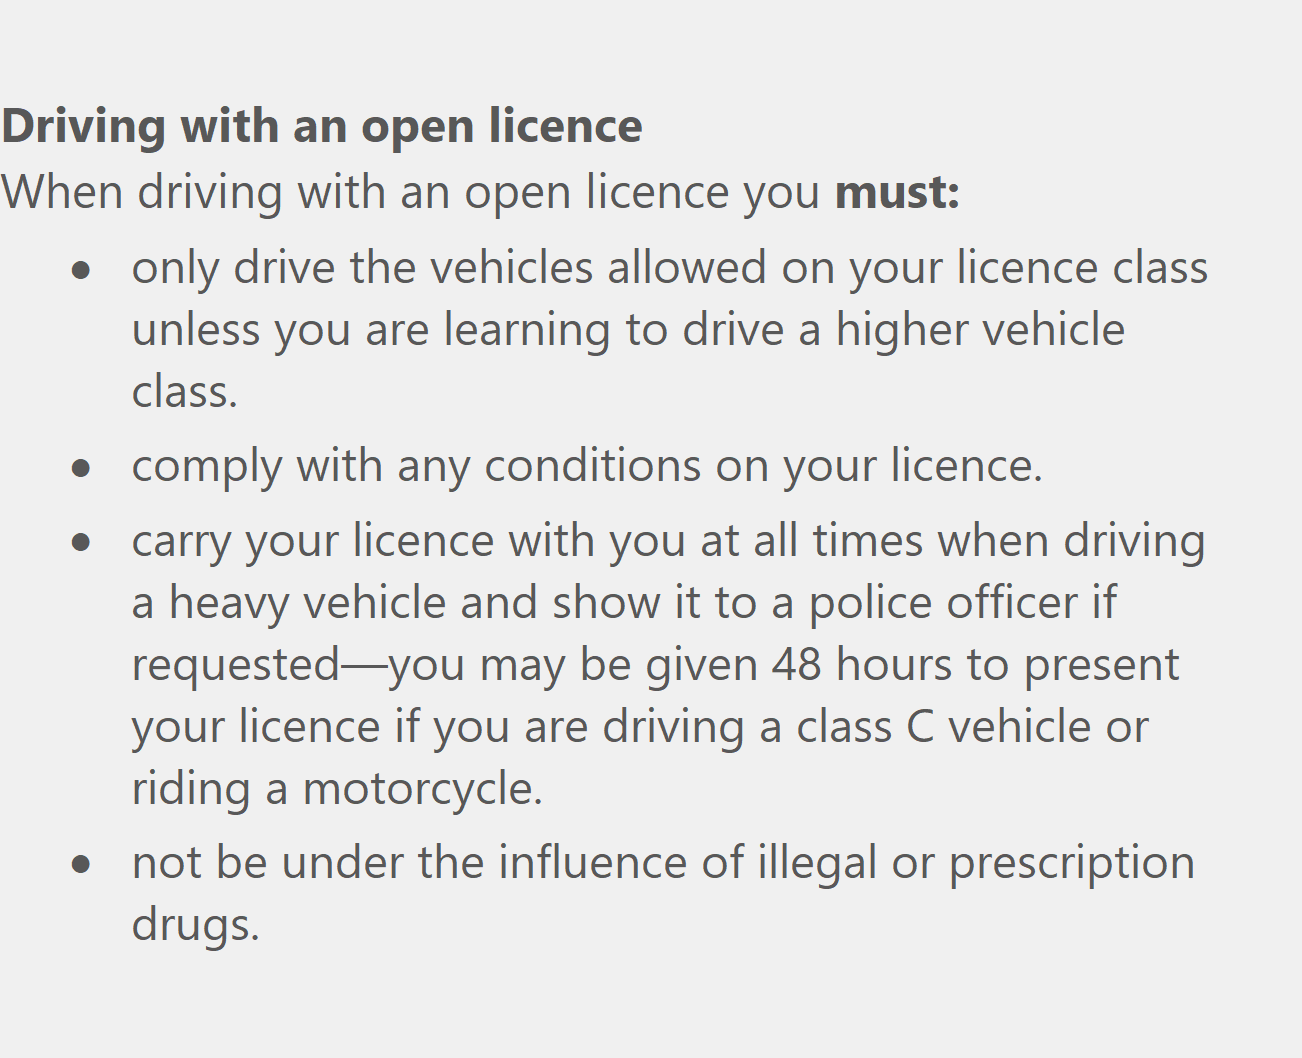 Driving with an open licence
When driving with an open licence you must:
● only drive the vehicles allowed on your licence class
unless you are learning to drive a higher vehicle
class.
● comply with any conditions on your licence.
● carry your licence with you at all times when driving
a heavy vehicle and show it to a police officer if
requested—you may be given 48 hours to present
your licence if you are driving a class C vehicle or
riding a motorcycle.
● not be under the influence of illegal or prescription
drugs.